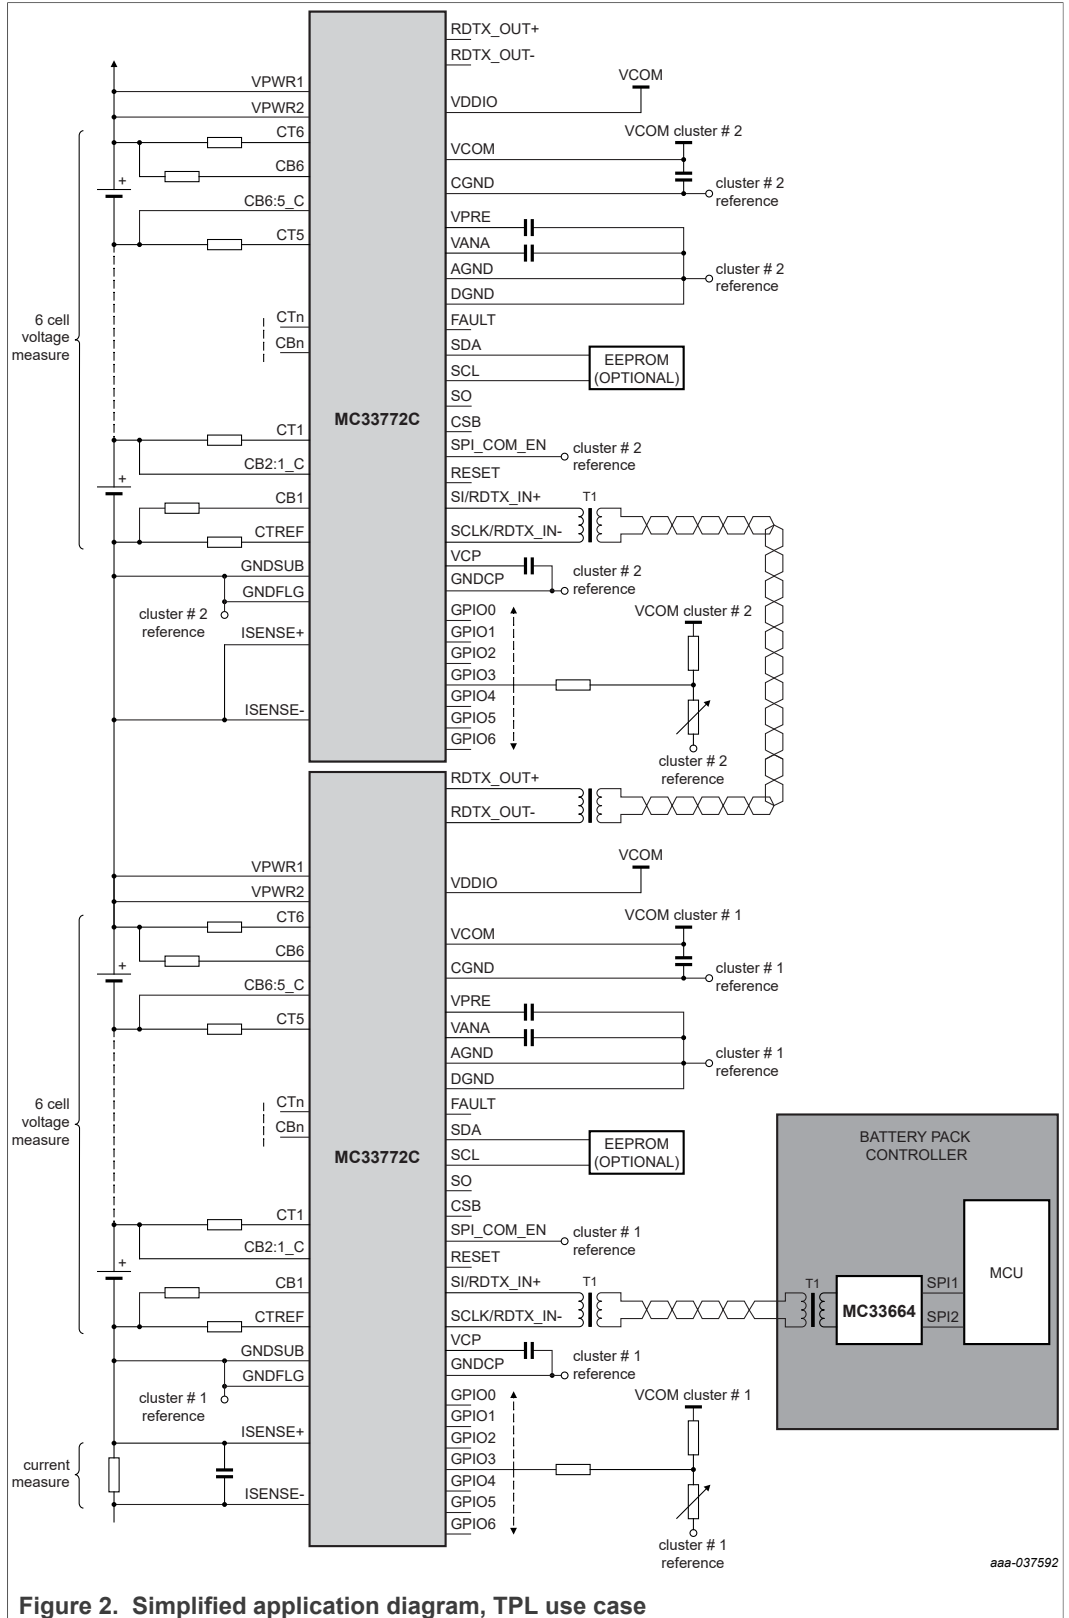 RDTX_OUT+
RDTX_OUT-
VCOM
VPWR1
VDDIO
VPWR2
CT6
VCOM cluster # 2
VCOM
CB6
CGND
cluster # 2
reference
+
CB6:5_C
VPRE
CT5
VANA
AGND
cluster # 2
reference
DGND
6 cell
voltage
measure
CTn
CBn
FAULT
SDA
SCL
EEPROM
(OPTIONAL)
SO
MC33772C
CSB
CT1
SPI_COM_EN
cluster # 2
reference
CB2:1_C
RESET
+
CB1
SI/RDTX_IN+
T1
CTREF
SCLK/RDTX_IN-
GNDSUB
VCP
GNDFLG
GNDCP
cluster # 2
reference
cluster # 2
reference
ISENSE+
GPIO0
GPIO1
GPIO2
GPIO3
GPIO4
GPIO5
GPIO6
VCOM cluster # 2
ISENSE-
cluster # 2
reference
RDTX_OUT+
RDTX_OUT-
VCOM
VPWR1
VDDIO
VPWR2
CT6
VCOM cluster # 1
VCOM
CB6
CGND
cluster # 1
reference
+
CB6:5_C
VPRE
CT5
VANA
AGND
cluster # 1
reference
DGND
6 cell
voltage
measure
CTn
CBn
FAULT
SDA
SCL
EEPROM
(OPTIONAL)
BATTERY PACK
CONTROLLER
MC33772C
SO
CSB
CT1
SPI_COM_EN
cluster # 1
reference
CB2:1_C
RESET
+
CB1
SI/RDTX_IN+
T1
T1
MC33664
SPI1
SPI2
MCU
CTREF
SCLK/RDTX_IN-
GNDSUB
VCP
GNDFLG
GNDCP
cluster # 1
reference
cluster # 1
reference
ISENSE+
GPIO0
GPIO1
GPIO2
GPIO3
GPIO4
GPIO5
GPIO6
VCOM cluster # 1
current
measure
ISENSE-
cluster # 1
reference
aaa-037592
Figure 2. Simplified application diagram, TPL use case